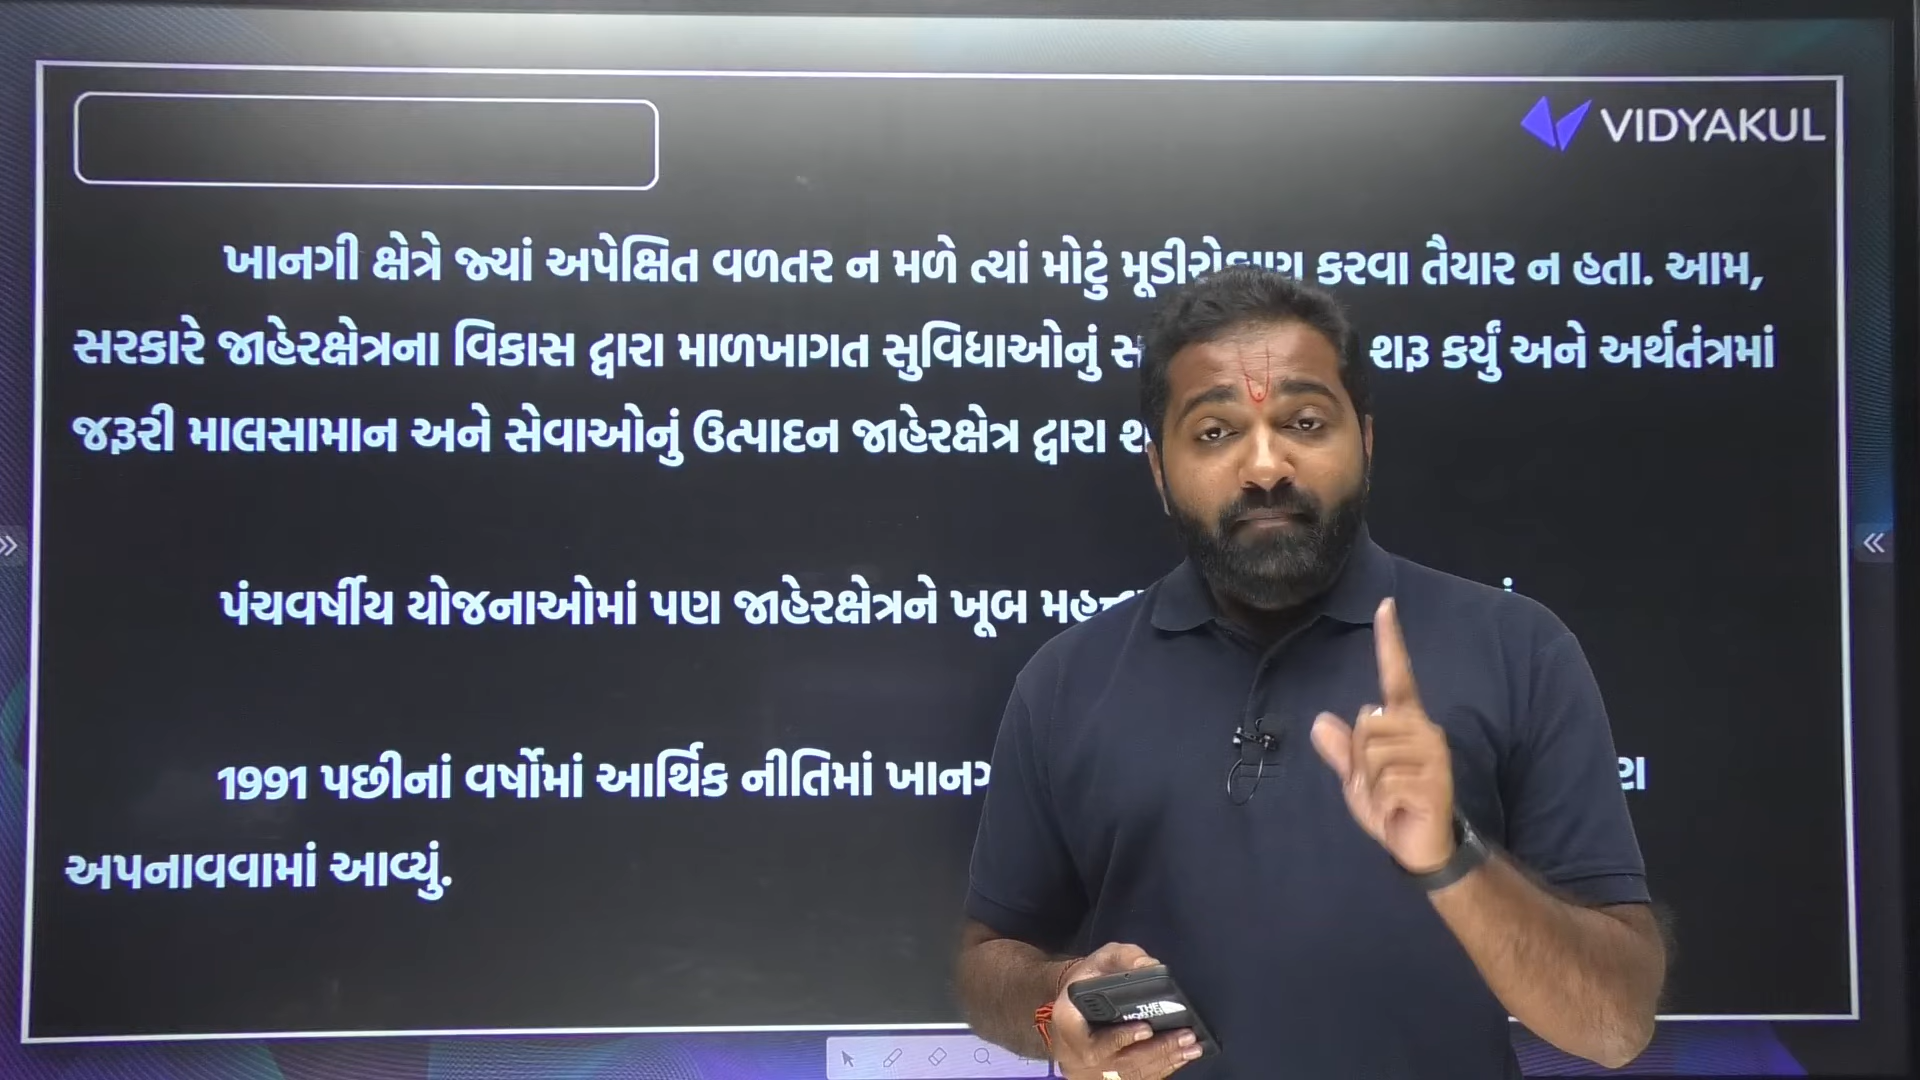 VIDYAKUL
ખાનગી ક્ષેત્રે જ્યાં અપેક્ષિત વળતર ન મળે ત્યાં મોટું કરવા તૈયાર ન હતા. આમ,
સરકારે જાહેરક્ષેત્રના વિકાસ દ્વારા માળખાગત સુવિધાઓનું શરૂ કર્યું અને અર્થતંત્રમાં
જરૂરી માલસામાન અને સેવાઓનું ઉત્પાદન જાહેરક્ષેત્ર દ્વારા
પંચવર્ષીય યોજનાઓમાં પણ જાહેરક્ષેત્રને ખૂબ
1991 પછીનાં વર્ષોમાં આર્થિક નીતિમાં
અપનાવવામાં આવ્યું.
THE
NORTH